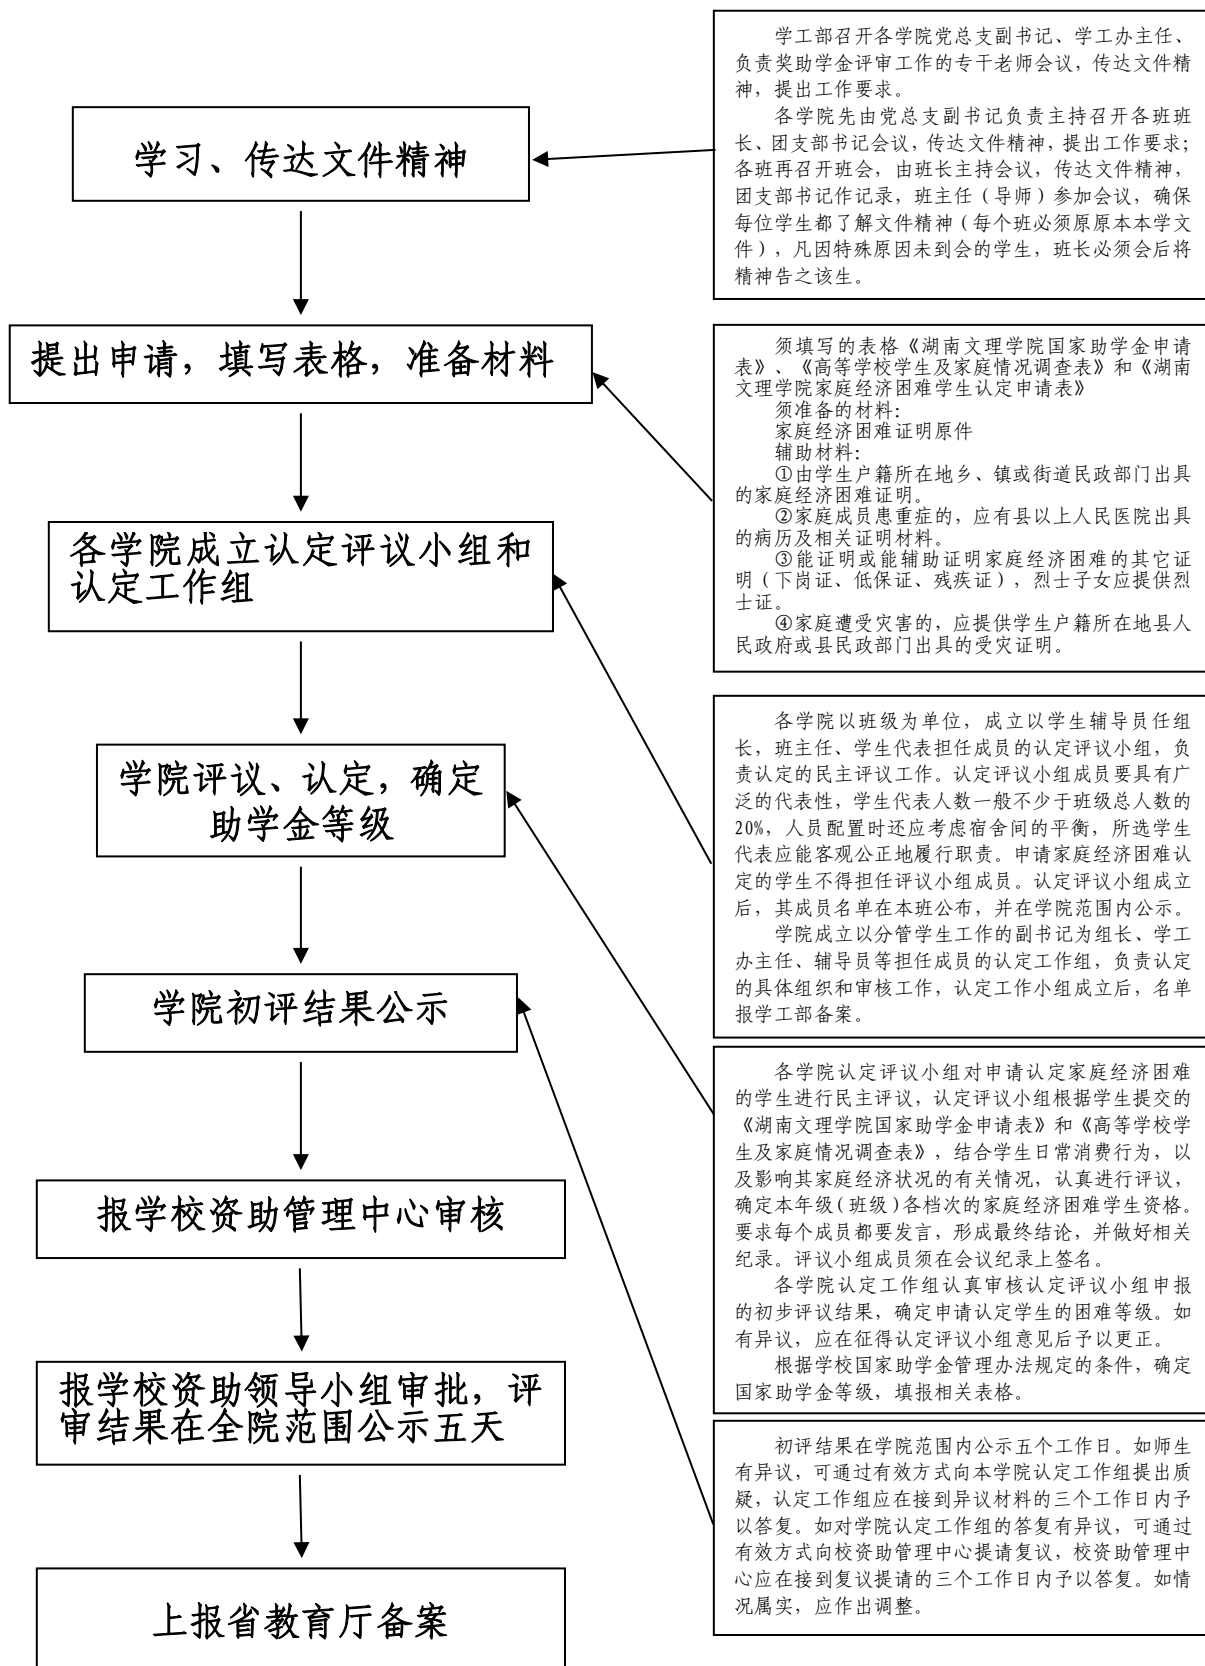 学习、传达文件精神
提出申请，填写表格，准备材料
各学院成立认定评议小组和
认定工作组
学院评议、认定，确定
助学金等级
学院初评结果公示
报学校资助管理中心审核
报学校资助领导小组审批，评
审结果在全院范围公示五天
上报省教育厅备案
学工部召开各学院党总支副书记、学工办主任、
负责奖助学金评审工作的专干老师会议，传达文件精
神，提出工作要求。
各学院先由党总支副书记负责主持召开各班班
长、团支部书记会议，传达文件精神，提出工作要求；
各班再召开班会，由班长主持会议，传达文件精神，
团支部书记作记录，班主任（导师）参加会议，确保
每位学生都了解文件精神（每个班必须原原本本学文
件），凡因特殊原因未到会的学生，班长必须会后将
精神告之该生。
须填写的表格《湖南文理学院国家助学金申请
表》、《高等学校学生及家庭情况调查表》和《湖南
文理学院家庭经济困难学生认定申请表》
须准备的材料：
家庭经济困难证明原件
辅助材料：
①由学生户籍所在地乡、镇或街道民政部门出具
的家庭经济困难证明。
②家庭成员患重症的，应有县以上人民医院出具
的病历及相关证明材料。
③能证明或能辅助证明家庭经济困难的其它证
明（下岗证、低保证、残疾证），烈士子女应提供烈
士证。
④家庭遭受灾害的，应提供学生户籍所在地县人
民政府或县民政部门出具的受灾证明。
各学院以班级为单位，成立以学生辅导员任组
长，班主任、学生代表担任成员的认定评议小组，负
责认定的民主评议工作。认定评议小组成员要具有广
泛的代表性，学生代表人数一般不少于班级总人数的
20%，人员配置时还应考虑宿舍间的平衡，所选学生
代表应能客观公正地履行职责。申请家庭经济困难认
定的学生不得担任评议小组成员。认定评议小组成立
后，其成员名单在本班公布，并在学院范围内公示。
学院成立以分管学生工作的副书记为组长、学工
办主任、辅导员等担任成员的认定工作组，负责认定
的具体组织和审核工作，认定工作小组成立后，名单
报学工部备案。
各学院认定评议小组对申请认定家庭经济困难
的学生进行民主评议，认定评议小组根据学生提交的
《湖南文理学院国家助学金申请表》和《高等学校学
生及家庭情况调查表》，结合学生日常消费行为，以
及影响其家庭经济状况的有关情况，认真进行评议，
确定本年级（班级）各档次的家庭经济困难学生资格。
要求每个成员都要发言，形成最终结论，并做好相关
纪录。评议小组成员须在会议纪录上签名。
各学院认定工作组认真审核认定评议小组申报
的初步评议结果，确定申请认定学生的困难等级。如
有异议，应在征得认定评议小组意见后予以更正。
根据学校国家助学金管理办法规定的条件，确定
国家助学金等级，填报相关表格。
初评结果在学院范围内公示五个工作日。如师生
有异议，可通过有效方式向本学院认定工作组提出质
疑，认定工作组应在接到异议材料的三个工作日内予
以答复。如对学院认定工作组的答复有异议，可通过
有效方式向校资助管理中心提请复议，校资助管理中
心应在接到复议提请的三个工作日内予以答复。如情
况属实，应作出调整。